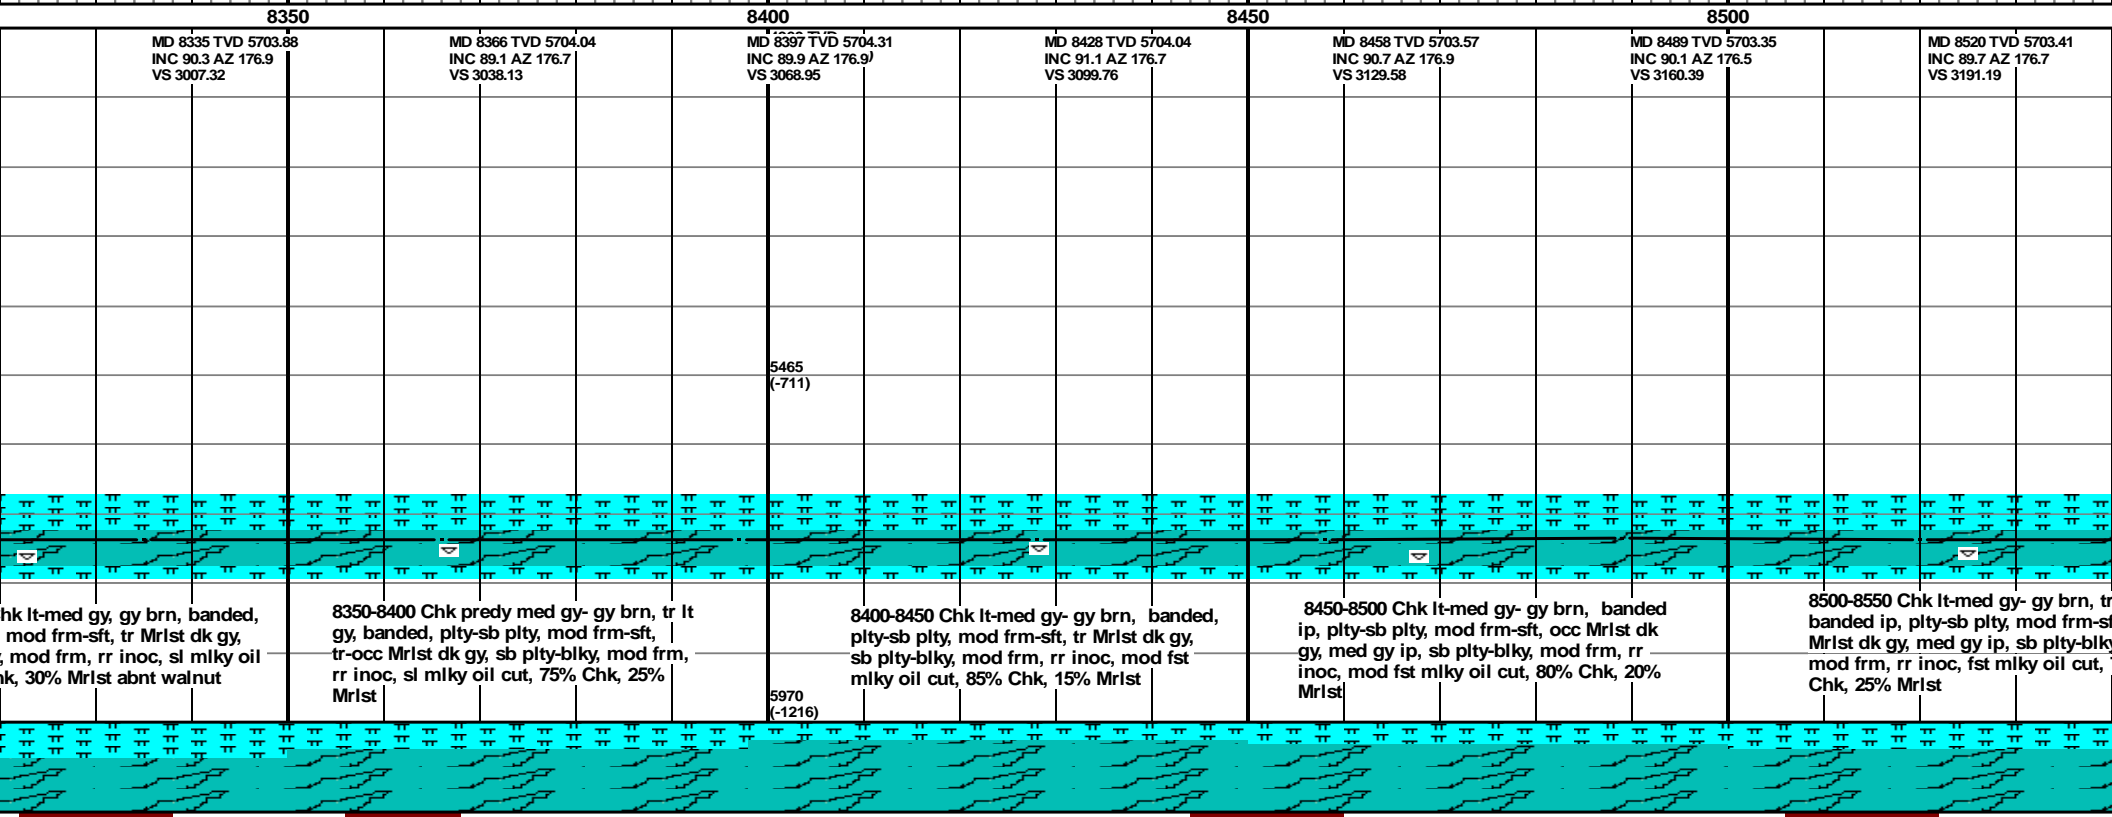 8350 8400 8450 8500
MD 8335 TVD 5703.88
INC 90.3 AZ 176.9
VS 3007.32
MD 8366 TVD 5704.04
INC 89.1 AZ 176.7
VS 3038.13
MD 8397 TVD 5704.31
INC 89.9 AZ 176.9
VS 3068.95
MD 8428 TVD 5704.04
INC 91.1 AZ 176.7
VS 3099.76
MD 8458 TVD 5703.57
INC 90.7 AZ 176.9
VS 3129.58
MD 8489 TVD 5703.35
INC 90.1 AZ 176.5
VS 3160.39
MD 8520 TVD 5703.41
INC 89.7 AZ 176.7
VS 3191.19
5465
(-711)
hk lt-med gy, gy brn, banded,
mod frm-sft, tr Mrlst dk gy,
, mod frm, rr inoc, sl mlky oil
hk, 30% Mrlst abnt walnut
8350-8400 Chk predy med gy- gy brn, tr lt
gy, banded, plty-sb plty, mod frm-sft,
tr-occ Mrlst dk gy, sb plty-blky, mod frm,
rr inoc, sl mlky oil cut, 75% Chk, 25%
Mrlst
8400-8450 Chk lt-med gy- gy brn, banded,
plty-sb plty, mod frm-sft, tr Mrlst dk gy,
sb plty-blky, mod frm, rr inoc, mod fst
mlky oil cut, 85% Chk, 15% Mrlst
8450-8500 Chk lt-med gy- gy brn, banded
ip, plty-sb plty, mod frm-sft, occ Mrlst dk
gy, med gy ip, sb plty-blky, mod frm, rr
inoc, mod fst mlky oil cut, 80% Chk, 20%
Mrlst
8500-8550 Chk lt-med gy- gy brn, tr
banded ip, plty-sb plty, mod frm-sf
Mrlst dk gy, med gy ip, sb plty-blky
mod frm, rr inoc, fst mlky oil cut,
Chk, 25% Mrlst
5970
(-1216)